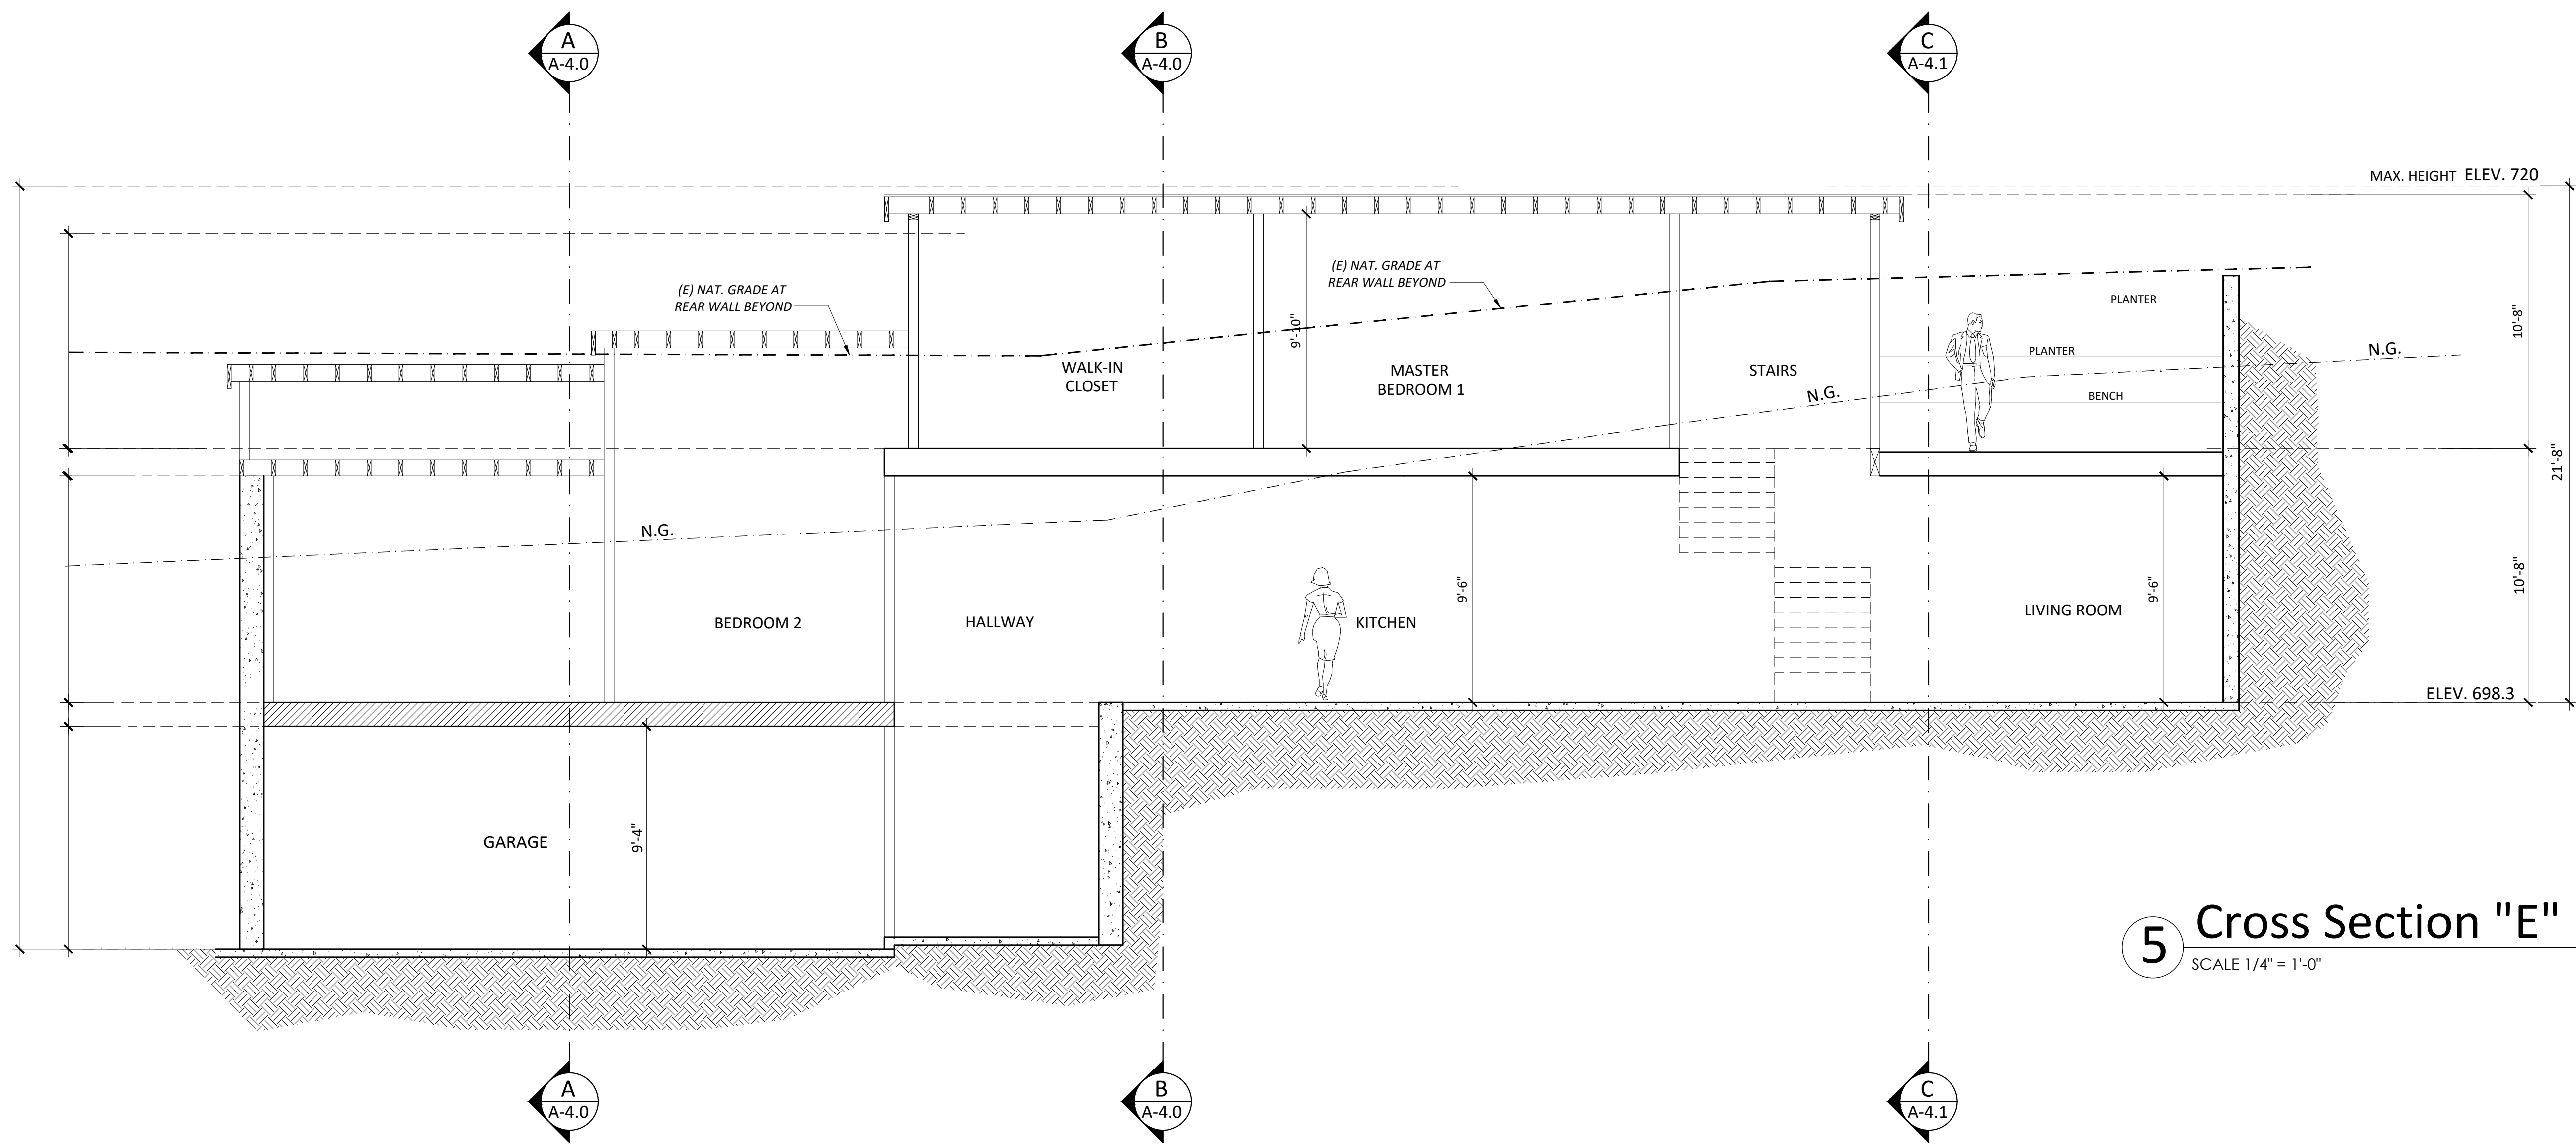 A
A-4.0
B
A-4.0
C
A-4.1
MAX. HEIGHT ELEV. 720
(E) NAT. GRADE AT
REAR WALL BEYOND
(E) NAT. GRADE AT
REAR WALL BEYOND
PLANTER
10'-8"
9'-10"
PLANTER
N.G.
WALK-IN
CLOSET
MASTER
BEDROOM 1
STAIRS
N.G.
BENCH
21'-8"
N.G.
9'-6"
9'-6"
10'-8"
BEDROOM 2
HALLWAY
KITCHEN
LIVING ROOM
ELEV. 698.3
GARAGE
9'-4"
5
Cross Section "E"
SCALE 1/4" = 1'-0"
A
A-4.0
B
A-4.0
C
A-4.1